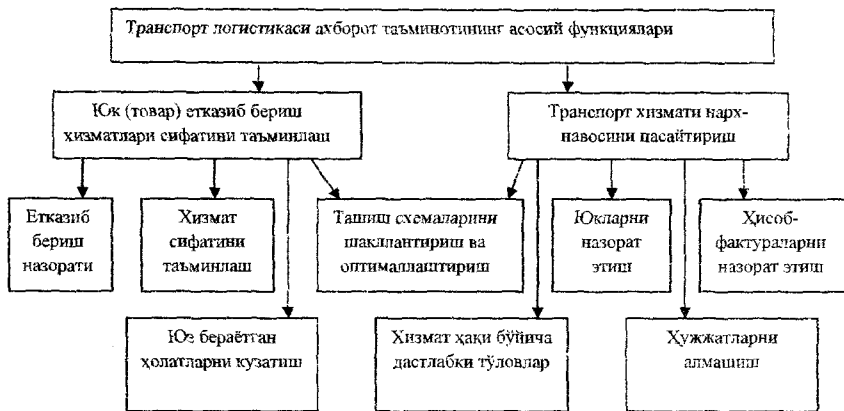 Транспорт логистикаси ахборот таъминотининг асосий функциялари
Юк (товар) етказиб бериш
хизматлари сифатини таъминлаш
Транспорт хизмати нарх-
навосини пасайтириш
Етказиб
бериш
назорати
Хизмат
сифатини
таъминлаш
Ташиш схемаларини
шакллантириш ва
оптималлаштириш
Юкларни
назорат
этиш
Ҳисоб-
фактураларни
назорат этиш
Юз бераётган
ҳолатларни кузатиш
Хизмат ҳақи бўйича
дастлабки тўловлар
Ҳужжатларни
алмашиш